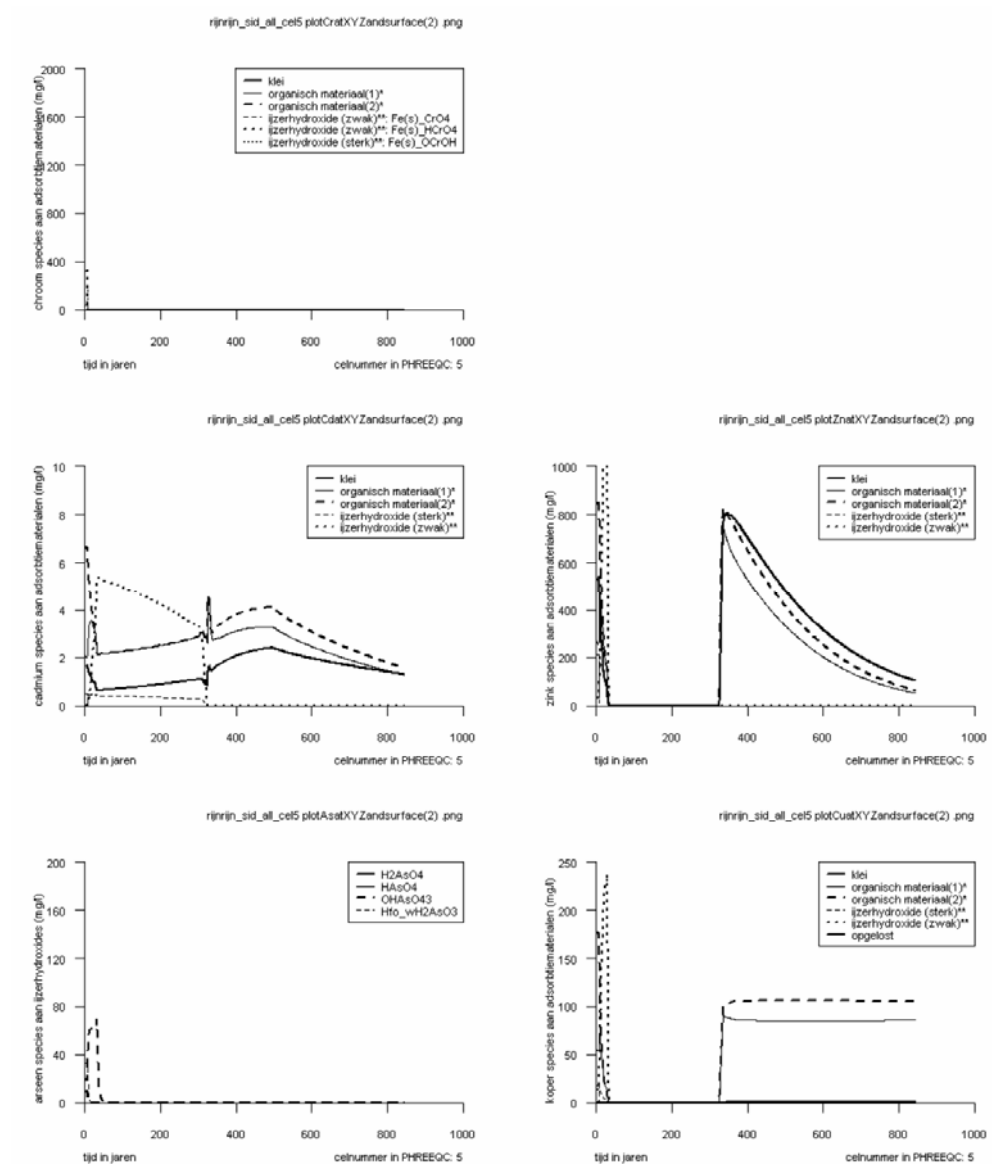 rijnrijn_sid_all_cel5 plotCratXYZandsurface(2) .png
chroom species aan adsorbtiematerialen (mg/l)
2000
1600
1200
800
400
0
klei
organisch materiaal(1)*
organisch materiaal(2)*
ijzerhydroxide (zwak)**: Fe(s)_CrO4
ijzerhydroxide (zwak)**: Fe(s)_HCrO4
ijzerhydroxide (sterk)**: Fe(s)_OCrOH
0 200 400 600 800 1000
tijd in jaren celnummer in PHREEQC: 5
rijnrijn_sid_all_cel5 plotCdatXYZandsurface(2) .png
cadmium species aan adsorbtiematerialen (mg/l)
10
8
6
4
2
0
klei
organisch materiaal(1)*
organisch materiaal(2)*
ijzerhydroxide (sterk)**
ijzerhydroxide (zwak)**
0 200 400 600 800 1000
tijd in jaren celnummer in PHREEQC: 5
rijnrijn_sid_all_cel5 plotZnatXYZandsurface(2) .png
zink species aan adsorbtiematerialen (mg/l)
1000
800
600
400
200
0
klei
organisch materiaal(1)*
organisch materiaal(2)*
ijzerhydroxide (sterk)**
ijzerhydroxide (zwak)**
0 200 400 600 800 1000
tijd in jaren celnummer in PHREEQC: 5
rijnrijn_sid_all_cel5 plotAsatXYZandsurface(2) .png
arseen species aan ijzerhydroxides (mg/l)
200
160
120
80
40
0
H2AsO4
HAsO4
OHAsO43
Hfo_wH2AsO3
0 200 400 600 800 1000
tijd in jaren celnummer in PHREEQC: 5
rijnrijn_sid_all_cel5 plotCuatXYZandsurface(2) .png
koper species aan adsorbtiematerialen (mg/l)
250
200
150
100
50
0
klei
organisch materiaal(1)*
organisch materiaal(2)*
ijzerhydroxide (sterk)**
ijzerhydroxide (zwak)**
opgelost
0 200 400 600 800 1000
tijd in jaren celnummer in PHREEQC: 5